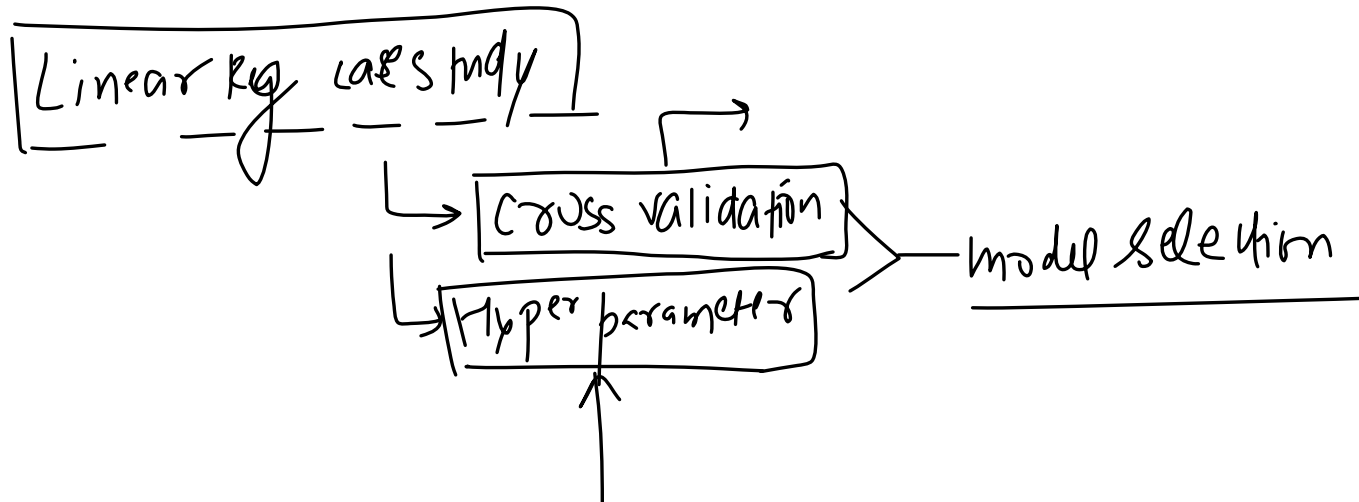 Linear Reg case study
Cross validation
Hyper parameter
model selection